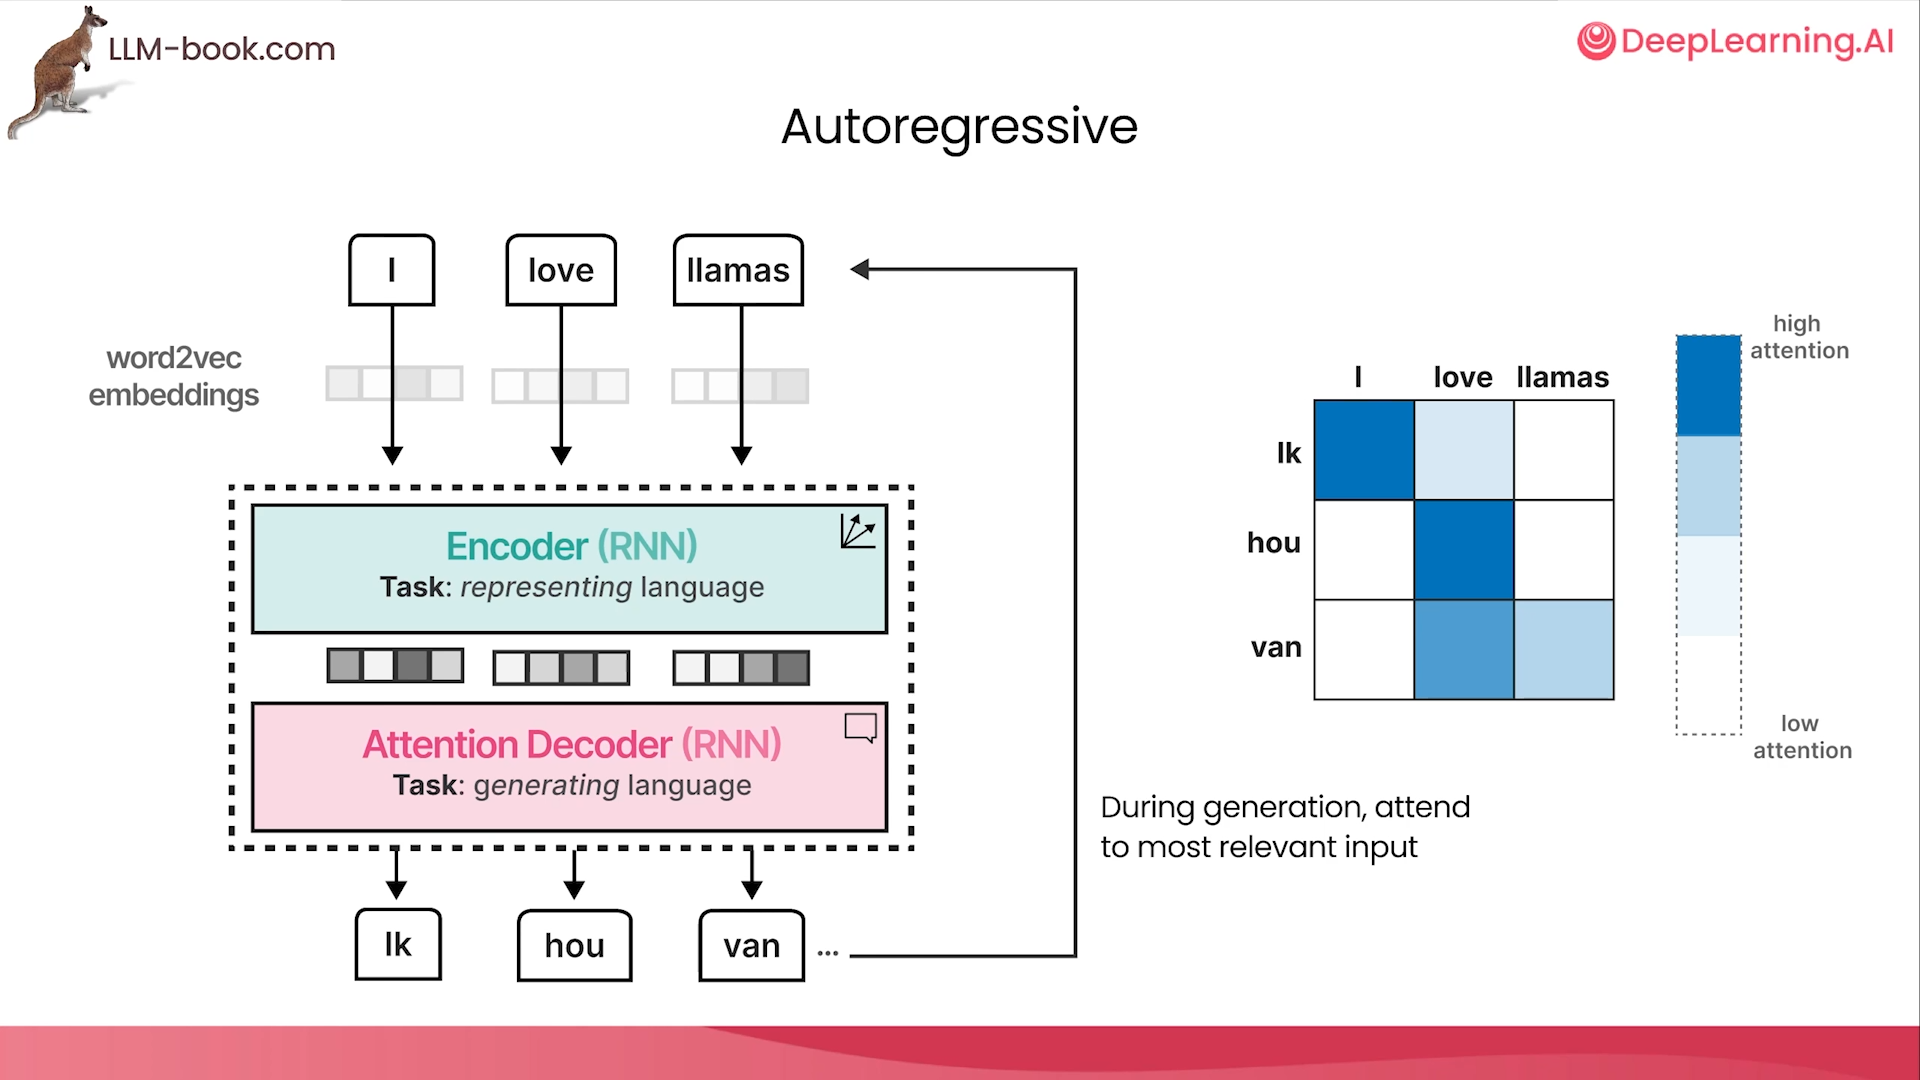 LLM-book.com
DeepLearning.AI
Autoregressive
I love llamas
word2vec
embeddings
Encoder (RNN)
Task: representing language
Attention Decoder (RNN)
Task: generating language
Ik hou van ...
I love llamas
Ik
hou
van
high
attention
low
attention
During generation, attend
to most relevant input